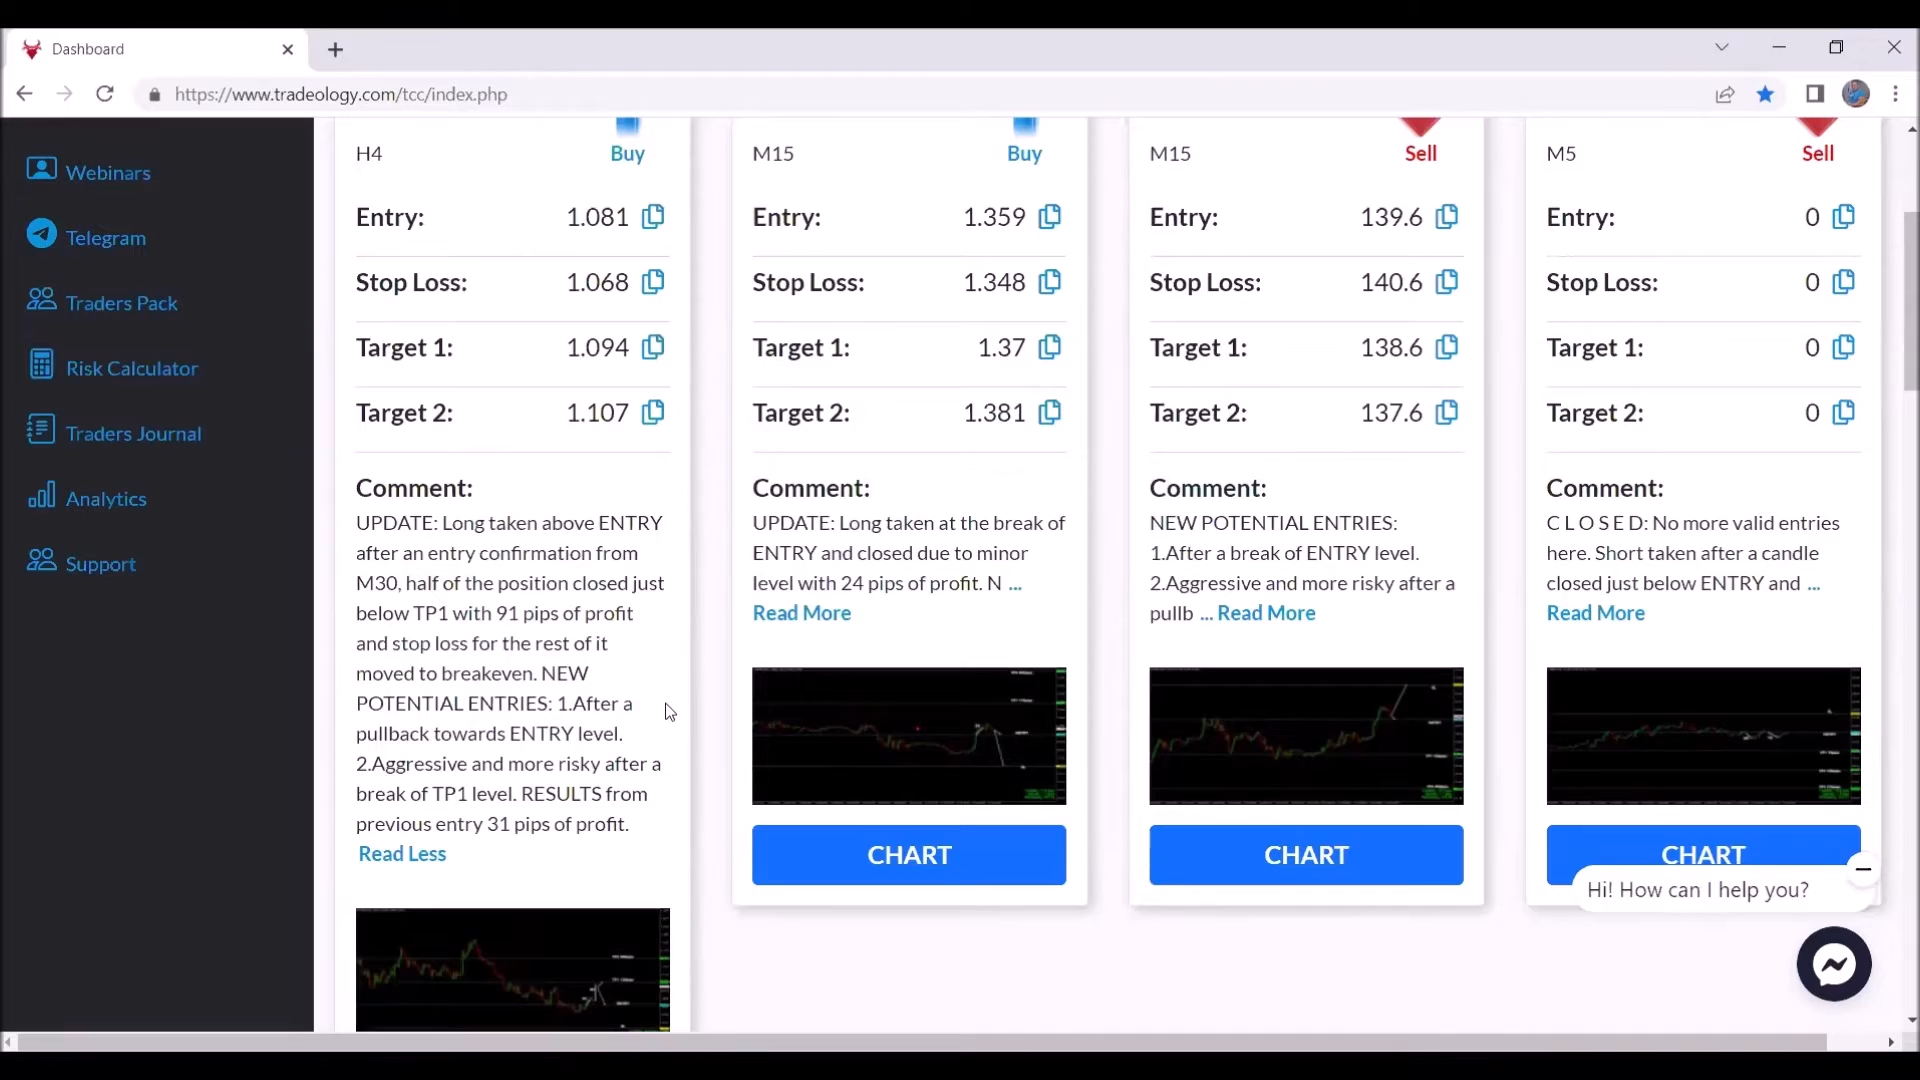 Dashboard
https://www.tradeology.com/tcc/index.php
Webinars
Telegram
Traders Pack
Risk Calculator
Traders Journal
Analytics
Support
H4 Buy
Entry: 1.081
Stop Loss: 1.068
Target 1: 1.094
Target 2: 1.107
Comment:
UPDATE: Long taken above ENTRY
after an entry confirmation from
M30, half of the position closed just
below TP1 with 91 pips of profit
and stop loss for the rest of it
moved to breakeven. NEW
POTENTIAL ENTRIES: 1.After a
pullback towards ENTRY level.
2.Aggressive and more risky after a
break of TP1 level. RESULTS from
previous entry 31 pips of profit.
Read Less
M15 Buy
Entry: 1.359
Stop Loss: 1.348
Target 1: 1.37
Target 2: 1.381
Comment:
UPDATE: Long taken at the break of
ENTRY and closed due to minor
level with 24 pips of profit. N ...
Read More
CHART
M15 Sell
Entry: 139.6
Stop Loss: 140.6
Target 1: 138.6
Target 2: 137.6
Comment:
NEW POTENTIAL ENTRIES:
1.After a break of ENTRY level.
2.Aggressive and more risky after a
pullb ... Read More
CHART
M5 Sell
Entry: 0
Stop Loss: 0
Target 1: 0
Target 2: 0
Comment:
C L O S E D: No more valid entries
here. Short taken after a candle
closed just below ENTRY and ...
Read More
CHART
Hi! How can I help you?